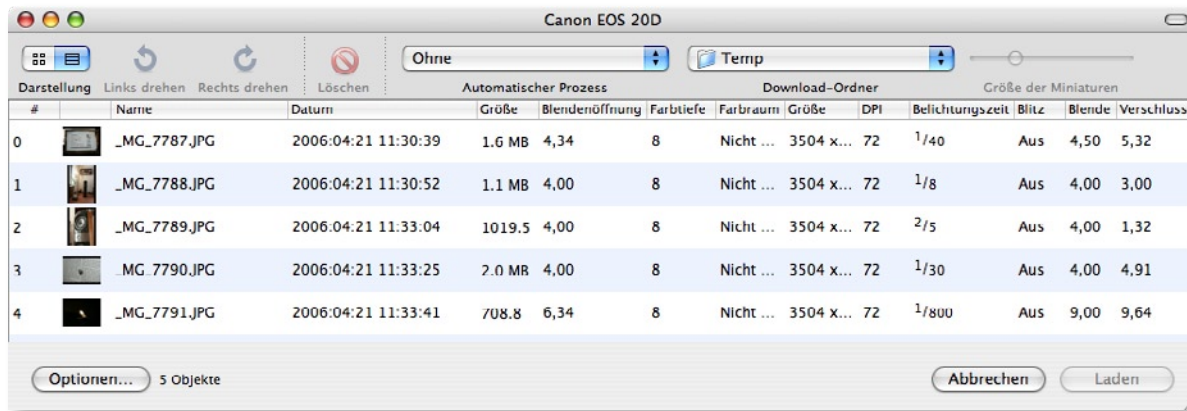 Canon EOS 20D
Ohne Temp
Darstellung Links drehen Rechts drehen Löschen Automatischer Prozess Download-Ordner Größe der Miniaturen
# Name Datum Größe Blendenöffnung Farbtiefe Farbraum Größe DPI Belichtungszeit Blitz Blende Verschluss
0 _MG_7787.JPG 2006:04:21 11:30:39 1.6 MB 4,34 8 Nicht ... 3504 x... 72 1/40 Aus 4,50 5,32
1 _MG_7788.JPG 2006:04:21 11:30:52 1.1 MB 4,00 8 Nicht ... 3504 x... 72 1/8 Aus 4,00 3,00
2 _MG_7789.JPG 2006:04:21 11:33:04 1019.5 4,00 8 Nicht ... 3504 x... 72 2/5 Aus 4,00 1,32
3 _MG_7790.JPG 2006:04:21 11:33:25 2.0 MB 4,00 8 Nicht ... 3504 x... 72 1/30 Aus 4,00 4,91
4 _MG_7791.JPG 2006:04:21 11:33:41 708.8 6,34 8 Nicht ... 3504 x... 72 1/800 Aus 9,00 9,64
Optionen... 5 Objekte Abbrechen Laden